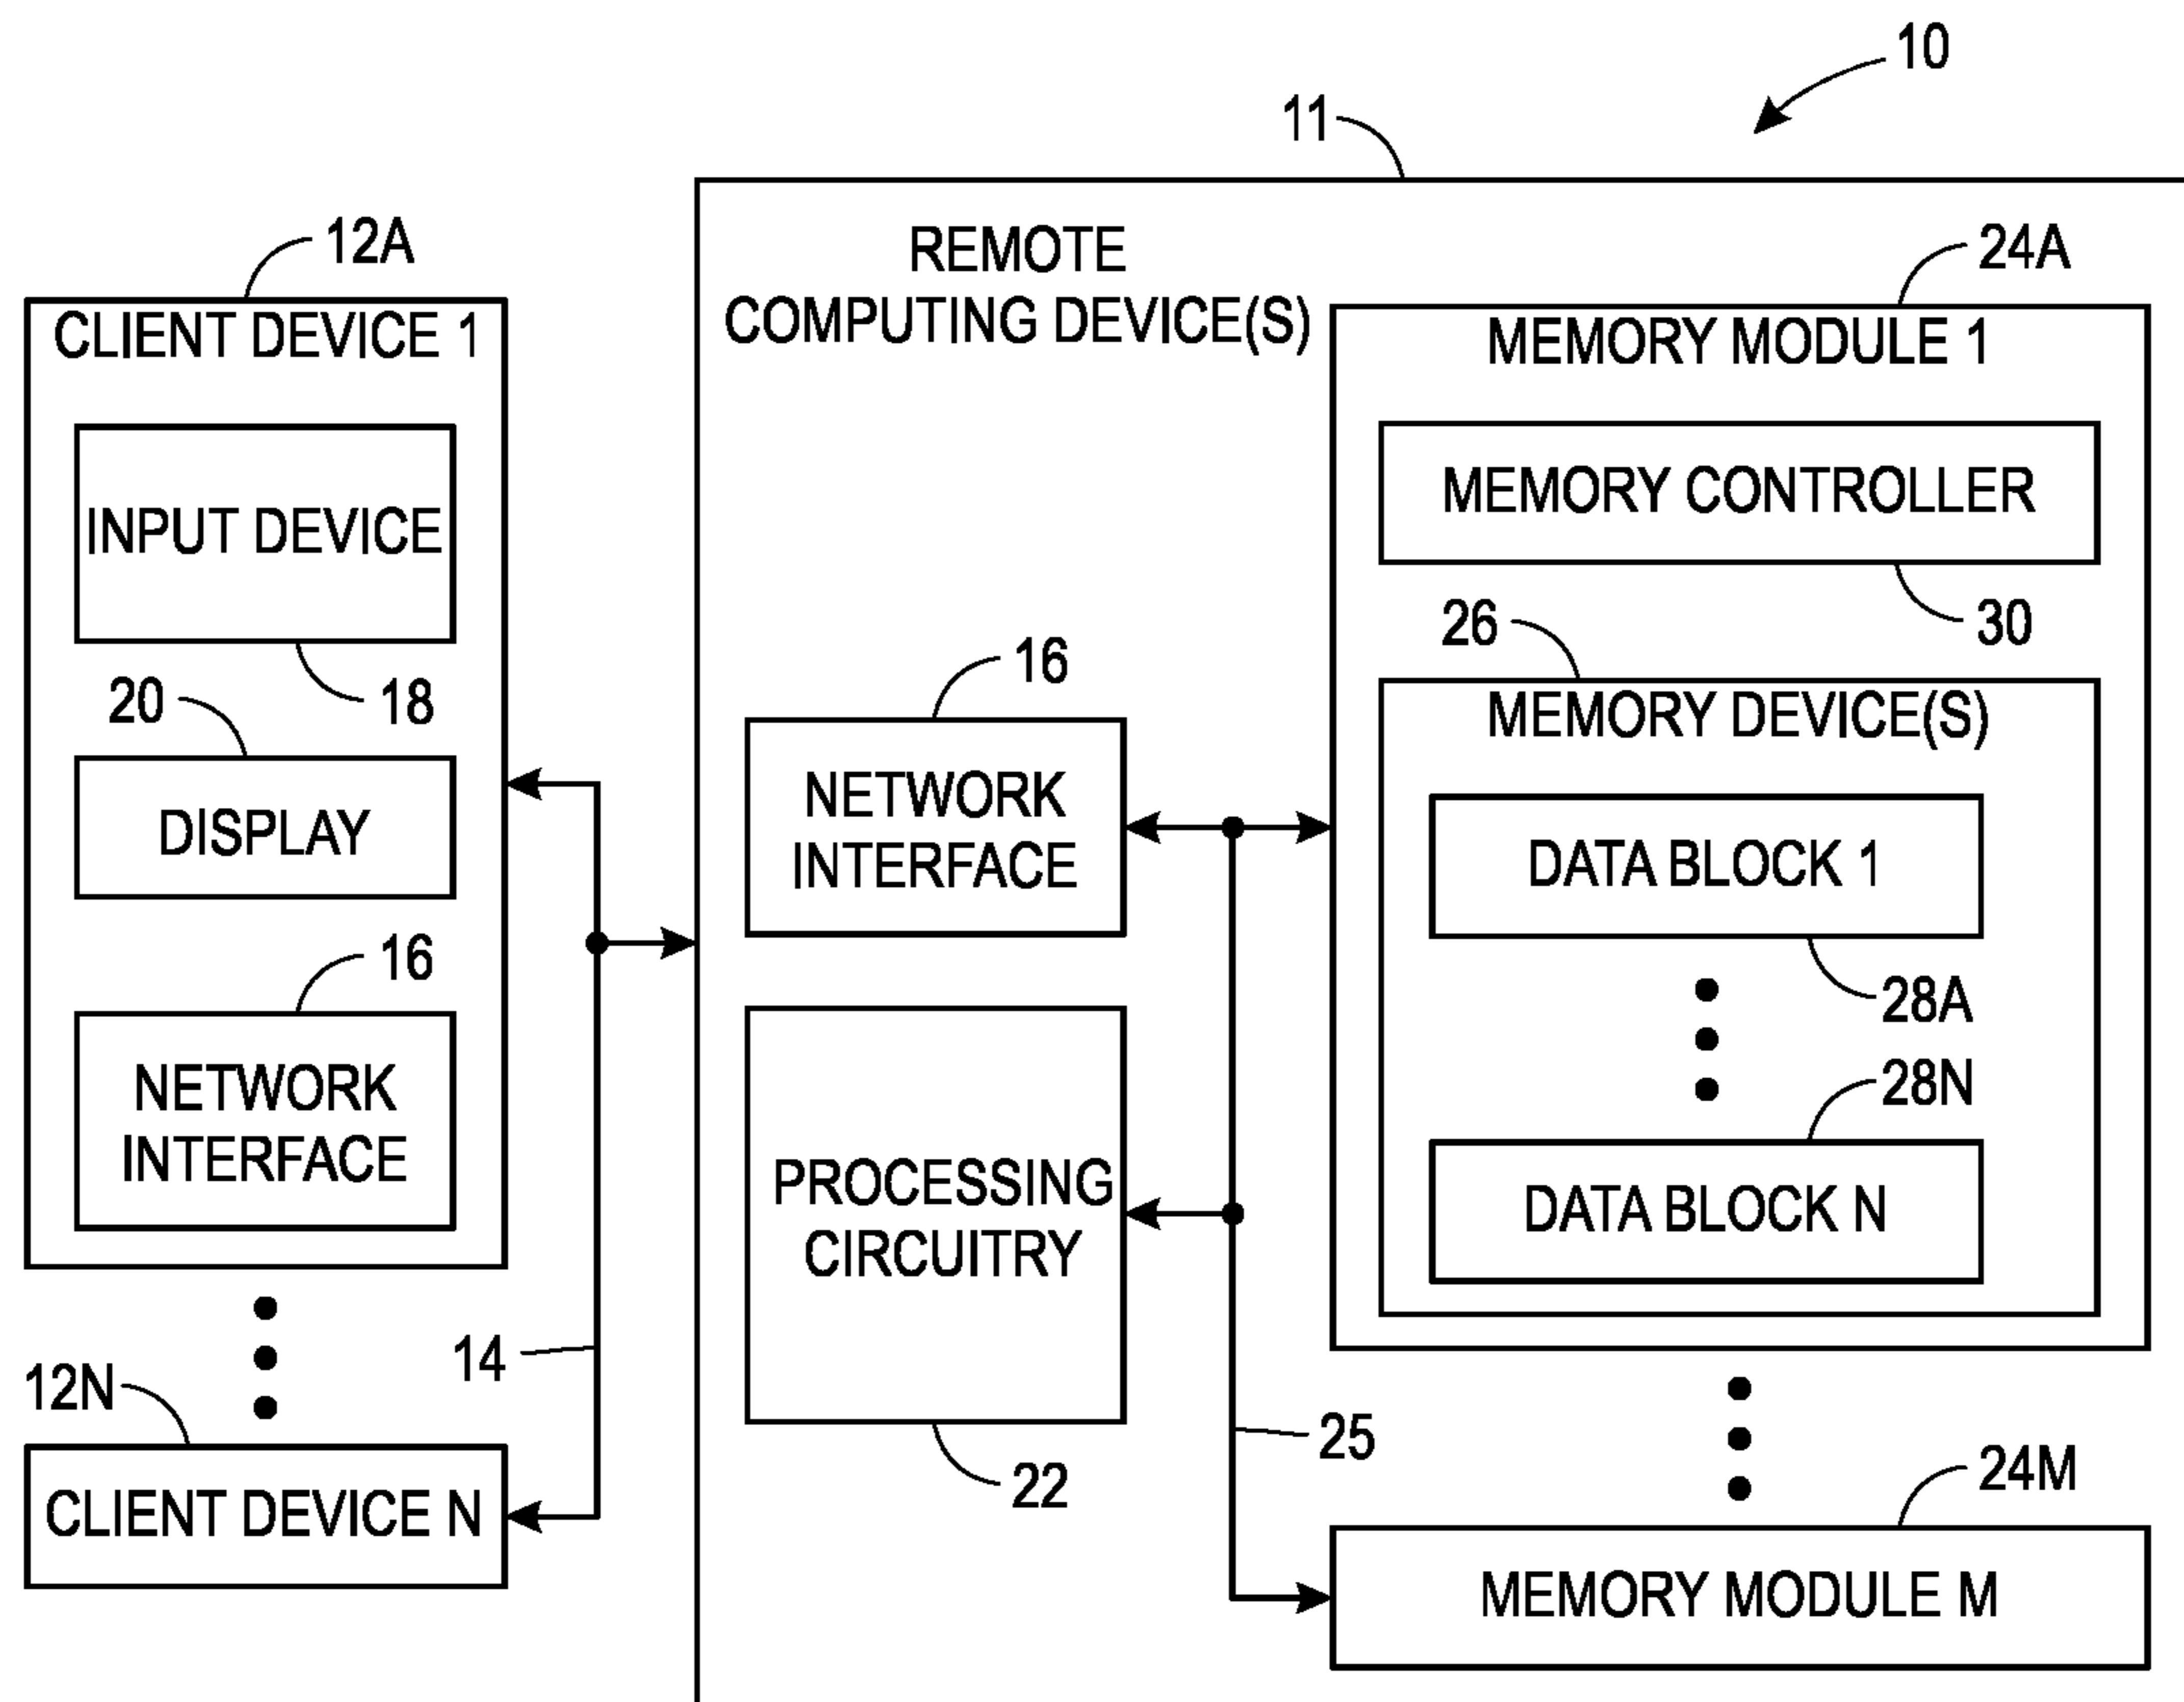 10
11
12A
CLIENT DEVICE 1
INPUT DEVICE
18
20
DISPLAY
16
NETWORK
INTERFACE
12N
CLIENT DEVICE N
14
REMOTE
COMPUTING DEVICE(S)
16
NETWORK
INTERFACE
PROCESSING
CIRCUITRY
22
25
24A
MEMORY MODULE 1
MEMORY CONTROLLER
30
26
MEMORY DEVICE(S)
DATA BLOCK 1
28A
28N
DATA BLOCK N
24M
MEMORY MODULE M